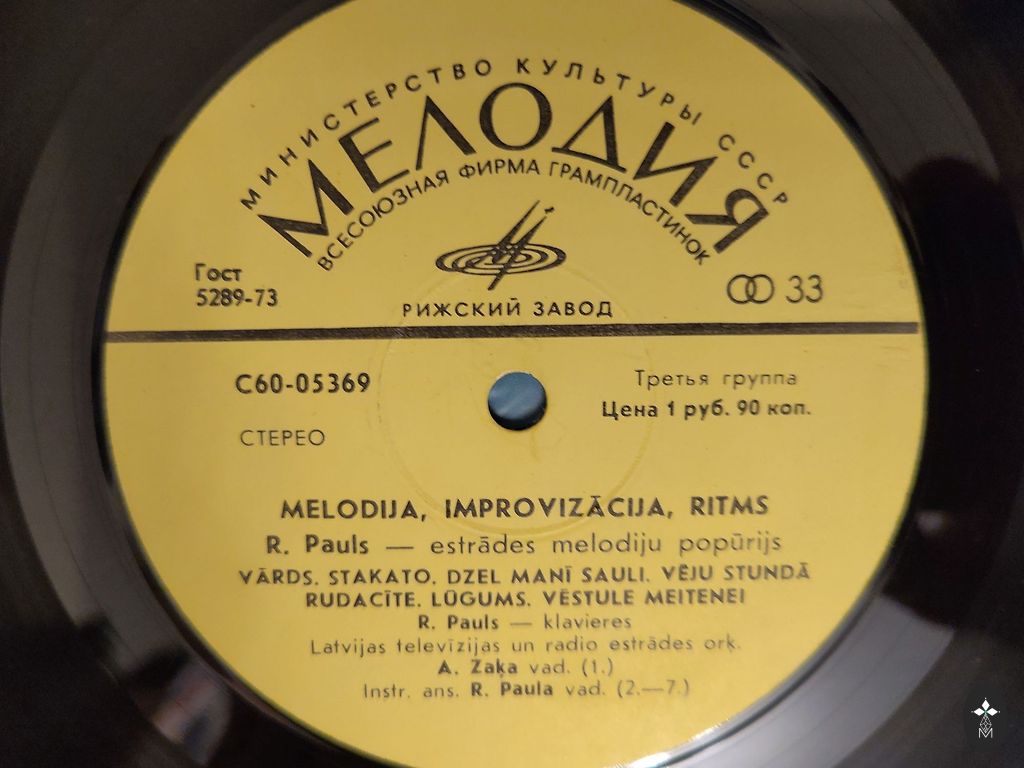 МИНИСТЕРСТВО КУЛЬТУРЫ СССР
МЕЛОДИЯ
ВСЕСОЮЗНАЯ ФИРМА ГРАМПЛАСТИНОК
Гост
5289-73
33
РИЖСКИЙ ЗАВОД
С60-05369
Третья группа
Цена 1 руб. 90 коп.
СТЕРЕО
MELODIJA, IMPROVIZĀCIJA, RITMS
R. Pauls — estrādes melodiju popūrijs
VĀRDS. STAKATO. DZEL MANĪ SAULI. VĒJU STUNDĀ
RUDACĪTE. LŪGUMS. VĒSTULE MEITENEI
R. Pauls — klavieres
Latvijas televīzijas un radio estrādes orķ.
A. Zaķa vad. (1.)
Instr. ans. R. Paula vad. (2.—7.)
M